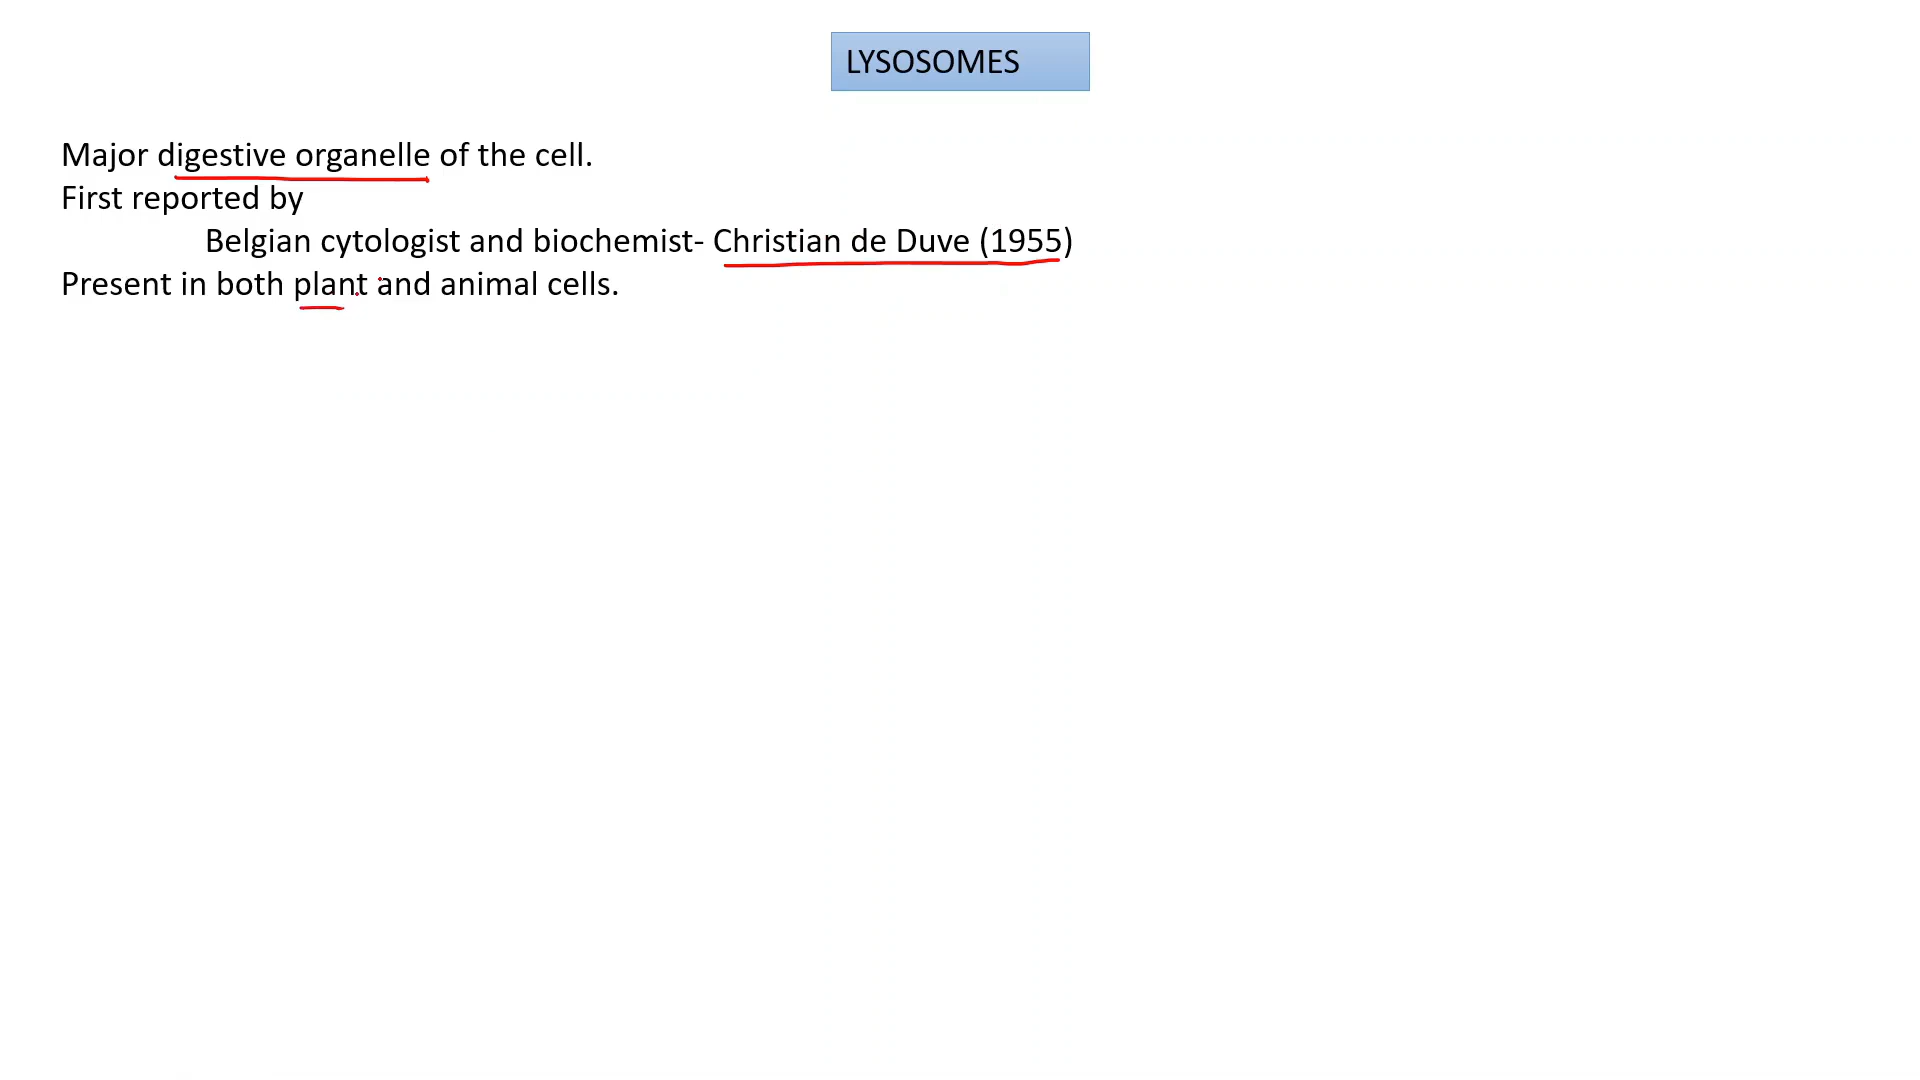 LYSOSOMES
Major digestive organelle of the cell.
First reported by
Belgian cytologist and biochemist- Christian de Duve (1955)
Present in both plant and animal cells.